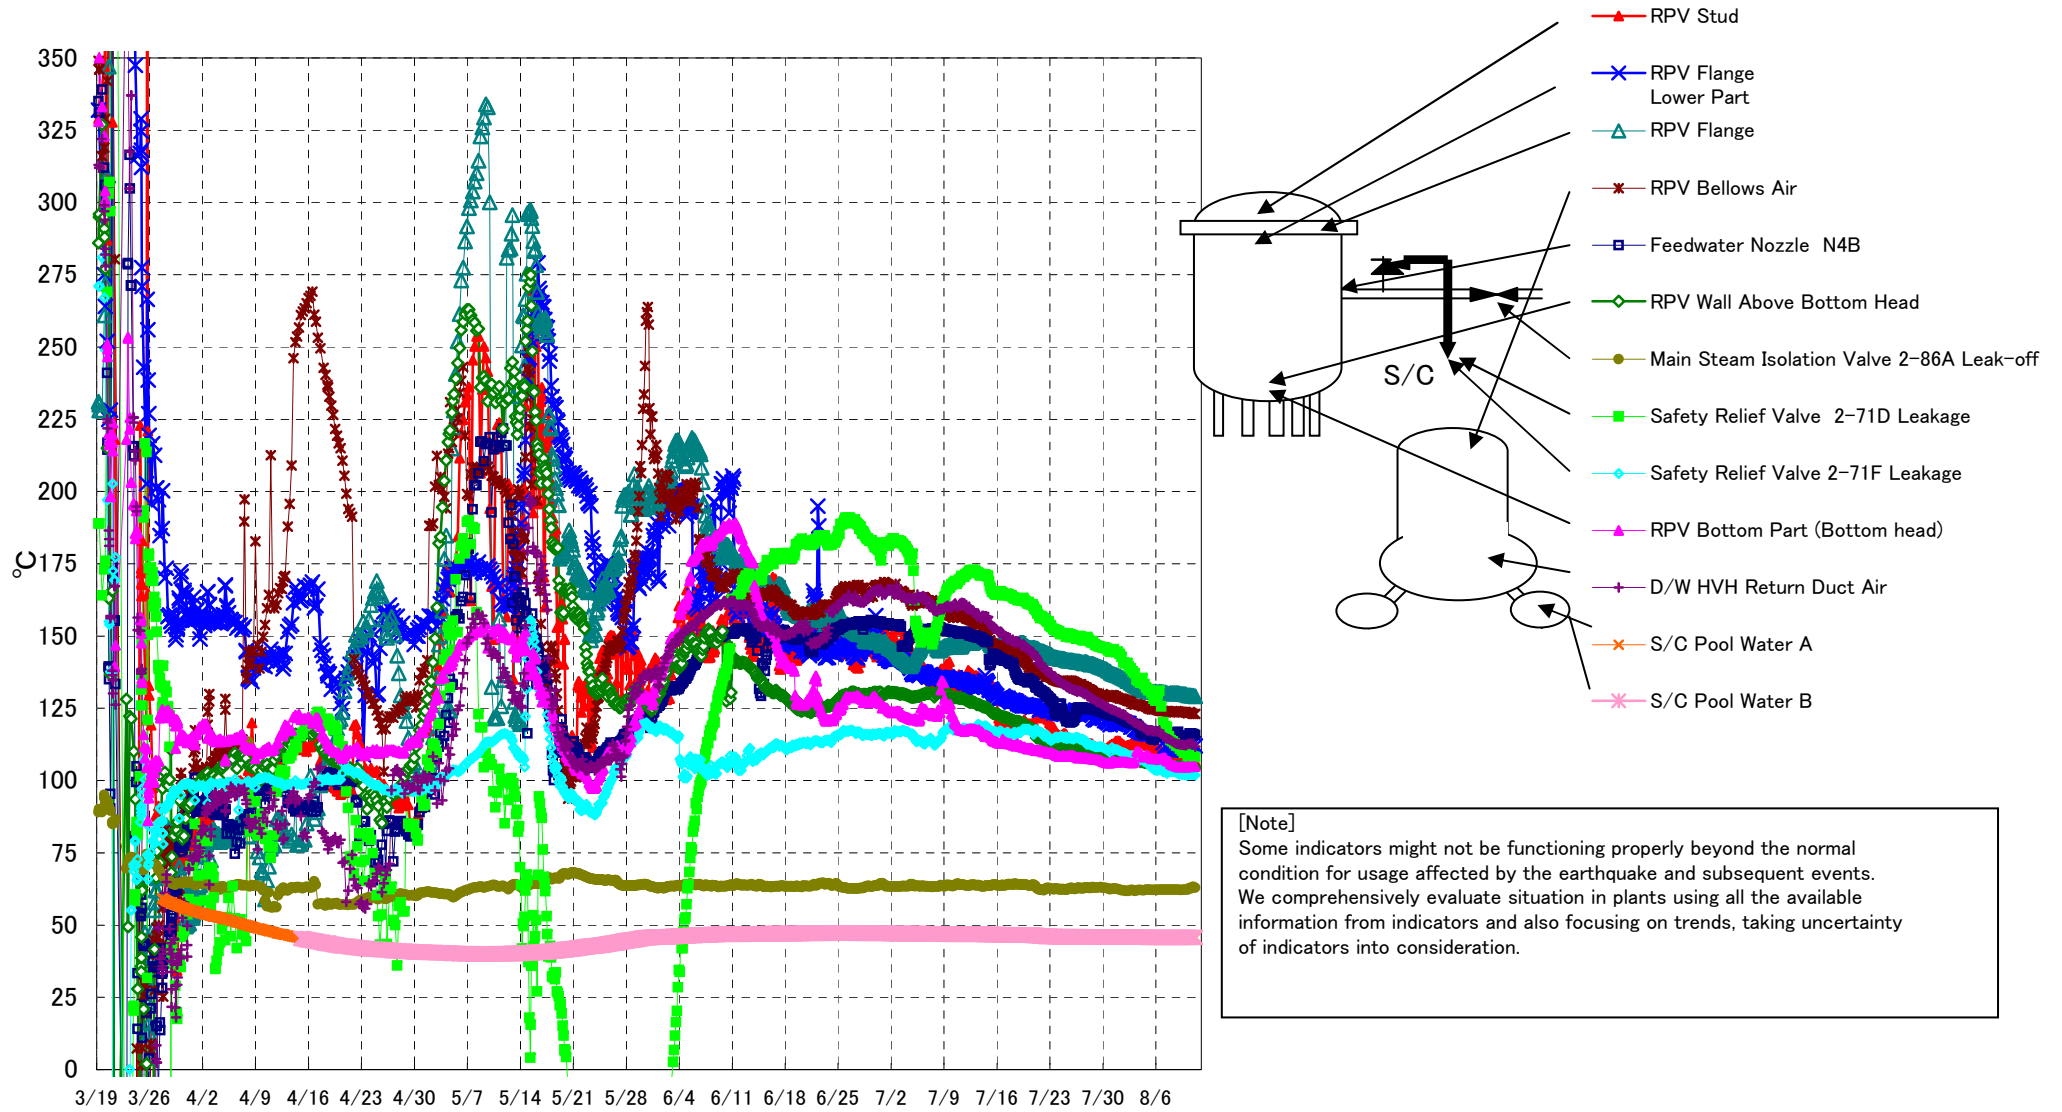 RPV Stud
RPV Flange
Lower Part
RPV Flange
RPV Bellows Air
Feedwater Nozzle N4B
RPV Wall Above Bottom Head
Main Steam Isolation Valve 2-86A Leak-off
Safety Relief Valve 2-71D Leakage
Safety Relief Valve 2-71F Leakage
RPV Bottom Part (Bottom head)
D/W HVH Return Duct Air
S/C Pool Water A
S/C Pool Water B
350
325
300
275
250
225
200
175
150
125
100
75
50
25
0
℃
3/19 3/26 4/2 4/9 4/16 4/23 4/30 5/7 5/14 5/21 5/28 6/4 6/11 6/18 6/25 7/2 7/9 7/16 7/23 7/30 8/6
S/C
[Note]
Some indicators might not be functioning properly beyond the normal
condition for usage affected by the earthquake and subsequent events.
We comprehensively evaluate situation in plants using all the available
information from indicators and also focusing on trends, taking uncertainty
of indicators into consideration.